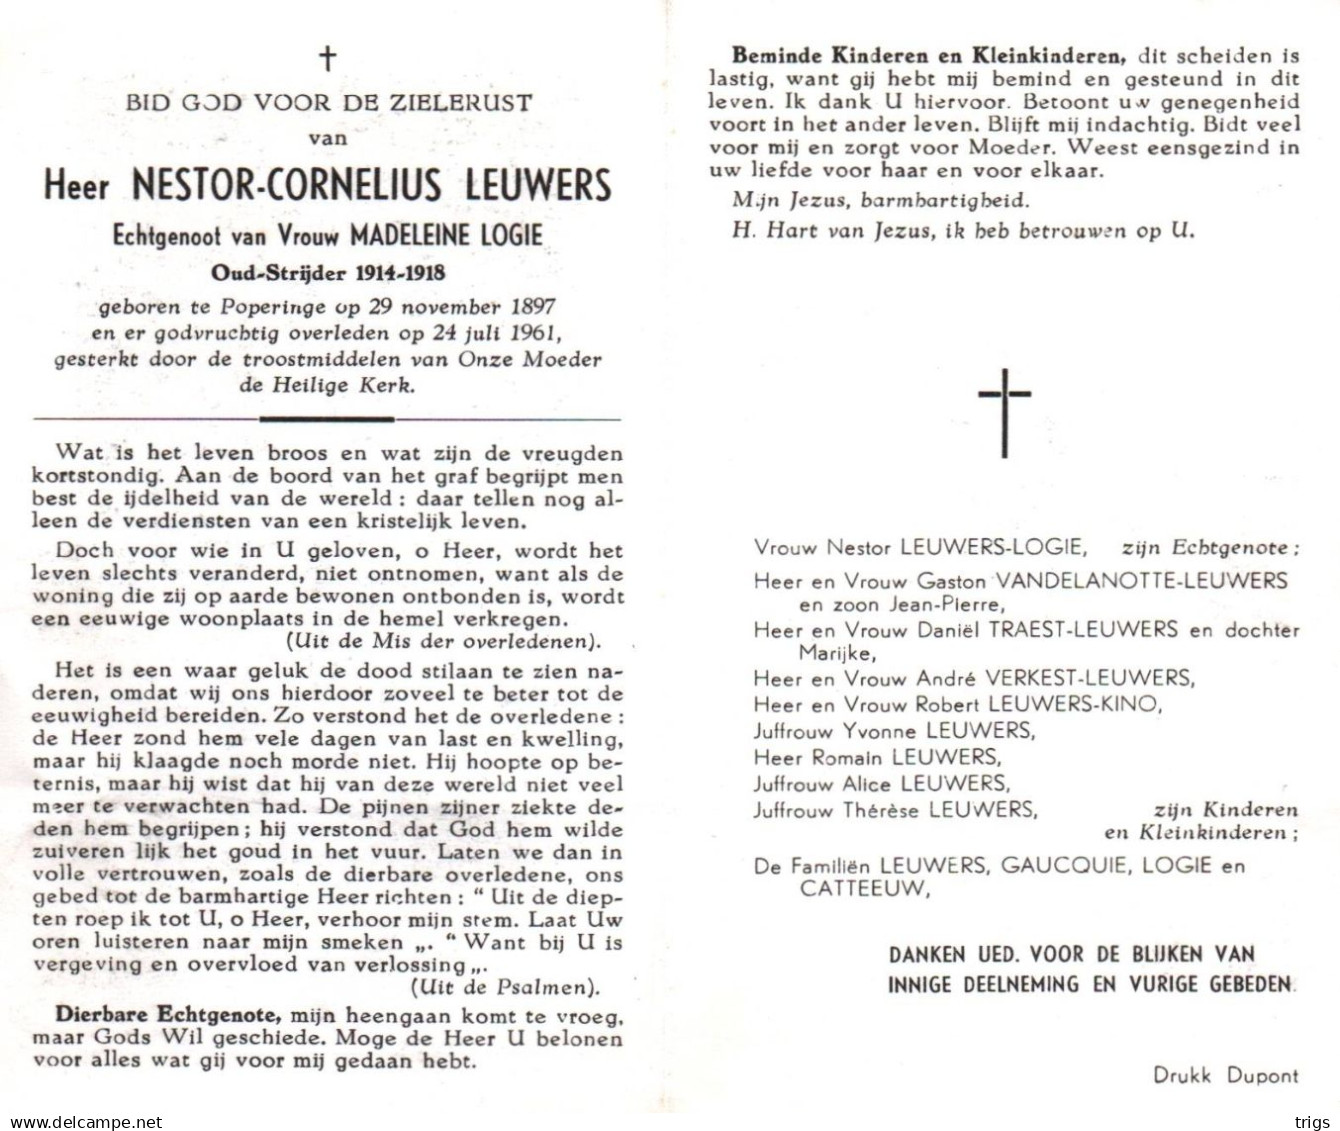 BID GOD VOOR DE ZIELERUST
van
Heer NESTOR-CORNELIUS LEUWERS
Echtgenoot van Vrouw MADELEINE LOGIE
Oud-Strijder 1914-1918
geboren te Poperinge op 29 november 1897
en er godvruchtig overleden op 24 juli 1961,
gesterkt door de troostmiddelen van Onze Moeder
de Heilige Kerk.
Wat is het leven broos en wat zijn de vreugden
kortstondig. Aan de boord van het graf begrijpt men
best de ijdelheid van de wereld : daar tellen nog al-
leen de verdiensten van een kristelijk leven.
Doch voor wie in U geloven, o Heer, wordt het
leven slechts veranderd, niet ontnomen, want als de
woning die zij op aarde bewonen ontbonden is, wordt
een eeuwige woonplaats in de hemel verkregen.
(Uit de Mis der overledenen).
Het is een waar geluk de dood stilaan te zien na-
deren, omdat wij ons hierdoor zoveel te beter tot de
eeuwigheid bereiden. Zo verstond het de overledene :
de Heer zond hem vele dagen van last en kwelling,
maar hij klaagde noch morde niet. Hij hoopte op be-
ternis, maar hij wist dat hij van deze wereld niet veel
meer te verwachten had. De pijnen zijner ziekte de-
den hem begrijpen ; hij verstond dat God hem wilde
zuiveren lijk het goud in het vuur. Laten we dan in
volle vertrouwen, zoals de dierbare overledene, ons
gebed tot de barmhartige Heer richten : “ Uit de diep-
ten roep ik tot U, o Heer, verhoor mijn stem. Laat Uw
oren luisteren naar mijn smeken „. “ Want bij U is
vergeving en overvloed van verlossing „.
(Uit de Psalmen).
Dierbare Echtgenote, mijn heengaan komt te vroeg,
maar Gods Wil geschiede. Moge de Heer U belonen
voor alles wat gij voor mij gedaan hebt.
Beminde Kinderen en Kleinkinderen, dit scheiden is
lastig, want gij hebt mij bemind en gesteund in dit
leven. Ik dank U hiervoor. Betoont uw genegenheid
voort in het ander leven. Blijft mij indachtig. Bidt veel
voor mij en zorgt voor Moeder. Weest eensgezind in
uw liefde voor haar en voor elkaar.
Mijn Jezus, barmhartigheid.
H. Hart van Jezus, ik heb betrouwen op U.
Vrouw Nestor LEUWERS-LOGIE, zijn Echtgenote ;
Heer en Vrouw Gaston VANDELANOTTE-LEUWERS
en zoon Jean-Pierre,
Heer en Vrouw Daniël TRAEST-LEUWERS en dochter
Marijke,
Heer en Vrouw André VERKEST-LEUWERS,
Heer en Vrouw Robert LEUWERS-KINO,
Juffrouw Yvonne LEUWERS,
Heer Romain LEUWERS,
Juffrouw Alice LEUWERS,
Juffrouw Thérèse LEUWERS, zijn Kinderen
en Kleinkinderen ;
De Familiën LEUWERS, GAUCQUIE, LOGIE en
CATTEEUW,
DANKEN UED. VOOR DE BLIJKEN VAN
INNIGE DEELNEMING EN VURIGE GEBEDEN.
Drukk Dupont
www.delcampe.net
trigs